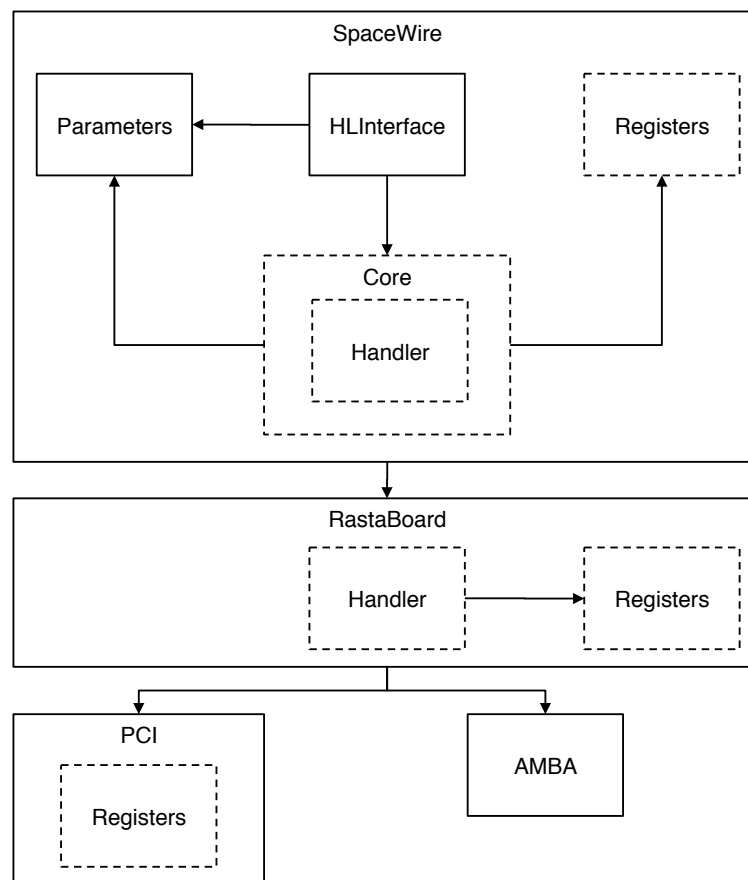 SpaceWire
Parameters
HLInterface
Registers
Core
Handler
RastaBoard
Handler
Registers
PCI
Registers
AMBA